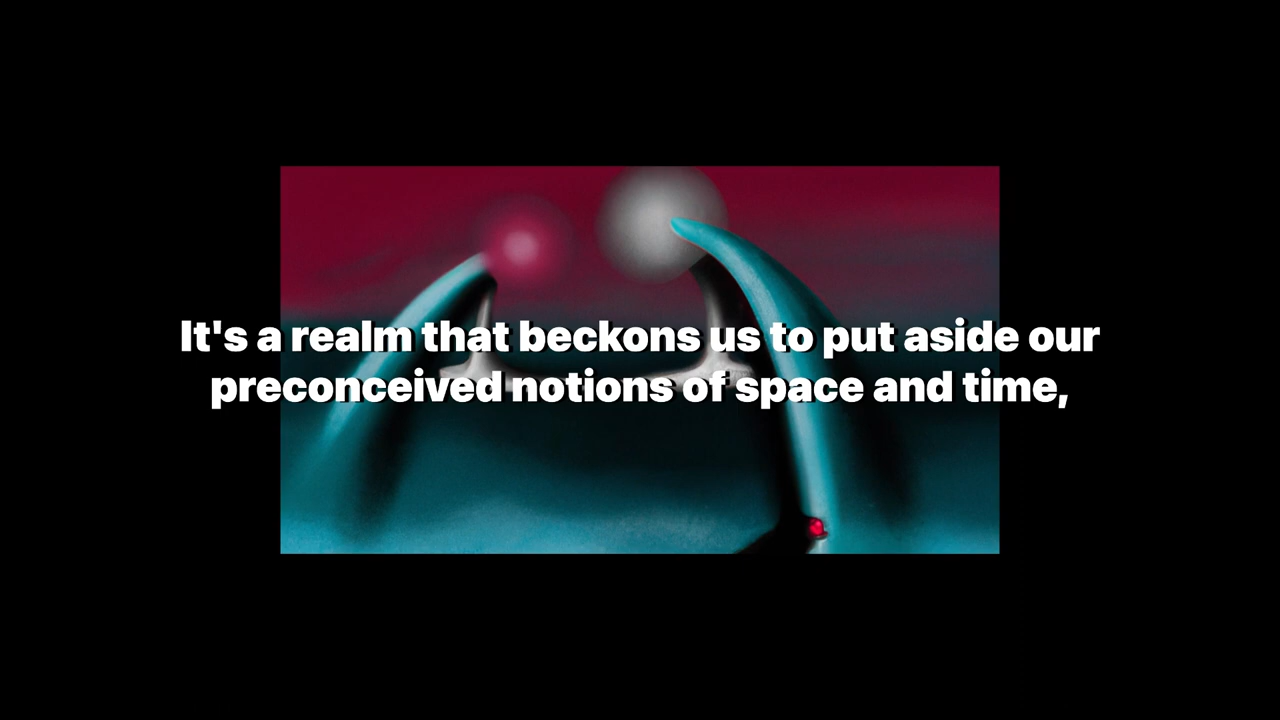 It's a realm that beckons us to put aside our
preconceived notions of space and time,